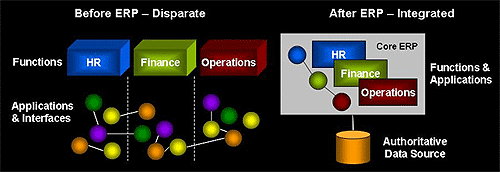 Before ERP – Disparate
Functions
HR
Finance
Operations
Applications
& Interfaces
After ERP – Integrated
Core ERP
HR
Finance
Operations
Functions &
Applications
Authoritative
Data Source